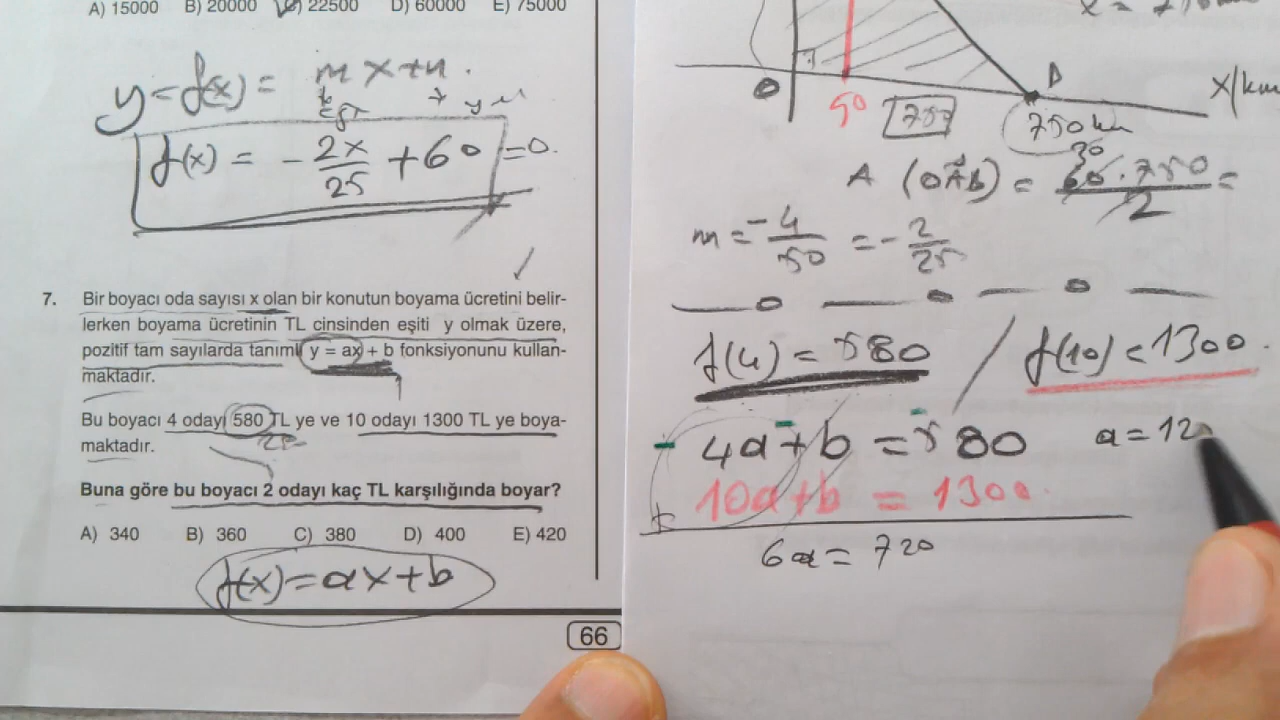 A) 15000 B) 20000 C) 22500 D) 60000 E) 75000
y = f(x) = m x + n .
f(x) = - 2x/25 + 60 = 0.
7. Bir boyacı oda sayısı x olan bir konutun boyama ücretini belir-
lerken boyama ücretinin TL cinsinden eşiti y olmak üzere,
pozitif tam sayılarda tanımlı y = ax + b fonksiyonunu kullan-
maktadır.
Bu boyacı 4 odayı 580 TL ye ve 10 odayı 1300 TL ye boya-
maktadır.
Buna göre bu boyacı 2 odayı kaç TL karşılığında boyar?
A) 340 B) 360 C) 380 D) 400 E) 420
f(x) = ax + b
66
B
O
50
750
750 km
X/km
30
A (OAB) = 60.750/2 =
m = -4/50 = -2/25
f(4) = 580 / f(10) = 1300 .
- 4a + b = 580
a = 12
10a + b = 1300.
+
6a = 720